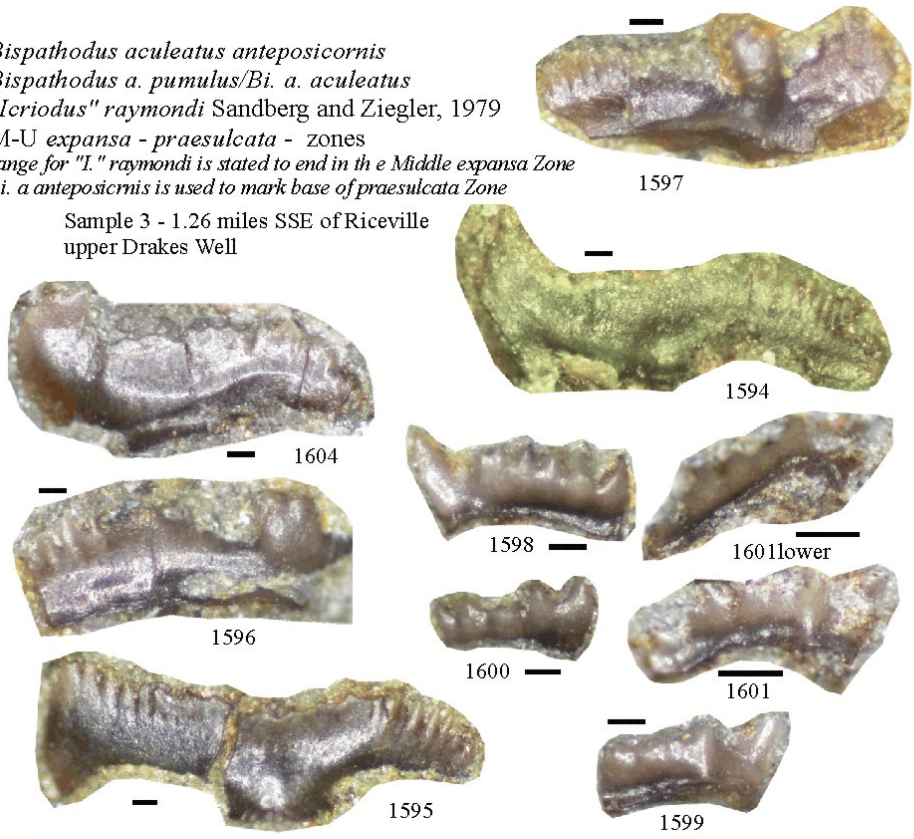 Bispathodus aculeatus anteposicornis
Bispathodus a. pumulus/Bi. a. aculeatus
"Icriodus" raymondi Sandberg and Ziegler, 1979
M-U expansa - praesulcata - zones
ange for "I." raymondi is stated to end in th e Middle expansa Zone
i. a anteposicrnis is used to mark base of praesulcata Zone
Sample 3 - 1.26 miles SSE of Riceville
upper Drakes Well
1597
1594
1604
1598
1601lower
1596
1600
1601
1595
1599